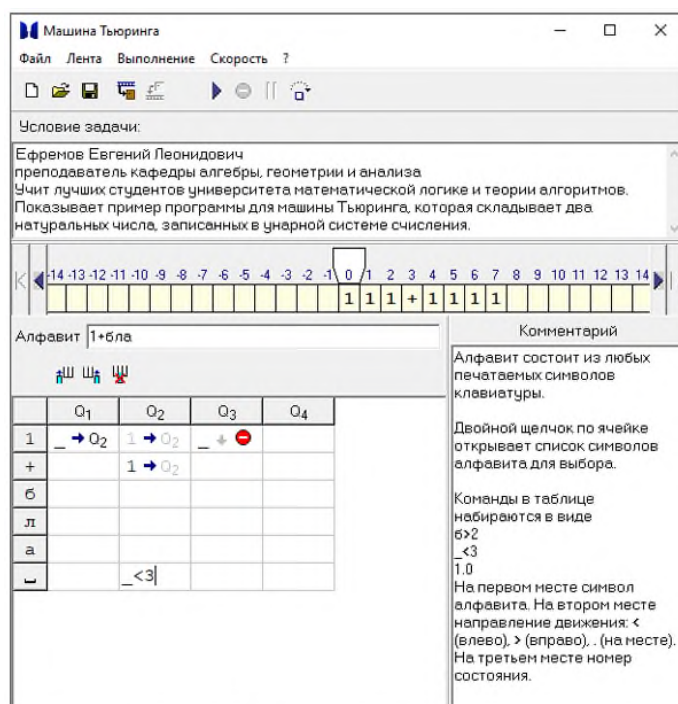 Машина Тьюринга
Файл Лента Выполнение Скорость ?
Условие задачи:
Ефремов Евгений Леонидович
преподаватель кафедры алгебры, геометрии и анализа
Учит лучших студентов университета математической логике и теории алгоритмов.
Показывает пример программы для машины Тьюринга, которая складывает два
натуральных числа, записанных в унарной системе счисления.
-14 -13 -12 -11 -10 -9 -8 -7 -6 -5 -4 -3 -2 -1 0 1 2 3 4 5 6 7 8 9 10 11 12 13 14
1 1 1 + 1 1 1 1
Алфавит 1+бла
Q1 Q2 Q3 Q4
1 _ → Q2 1 → Q2 _ ↓
+ 1 → Q2
б
л
а
_<3
Комментарий
Алфавит состоит из любых
печатаемых символов
клавиатуры.
Двойной щелчок по ячейке
открывает список символов
алфавита для выбора.
Команды в таблице
набираются в виде
б>2
_<3
1.0
На первом месте символ
алфавита. На втором месте
направление движения: <
(влево), > (вправо), . (на месте).
На третьем месте номер
состояния.